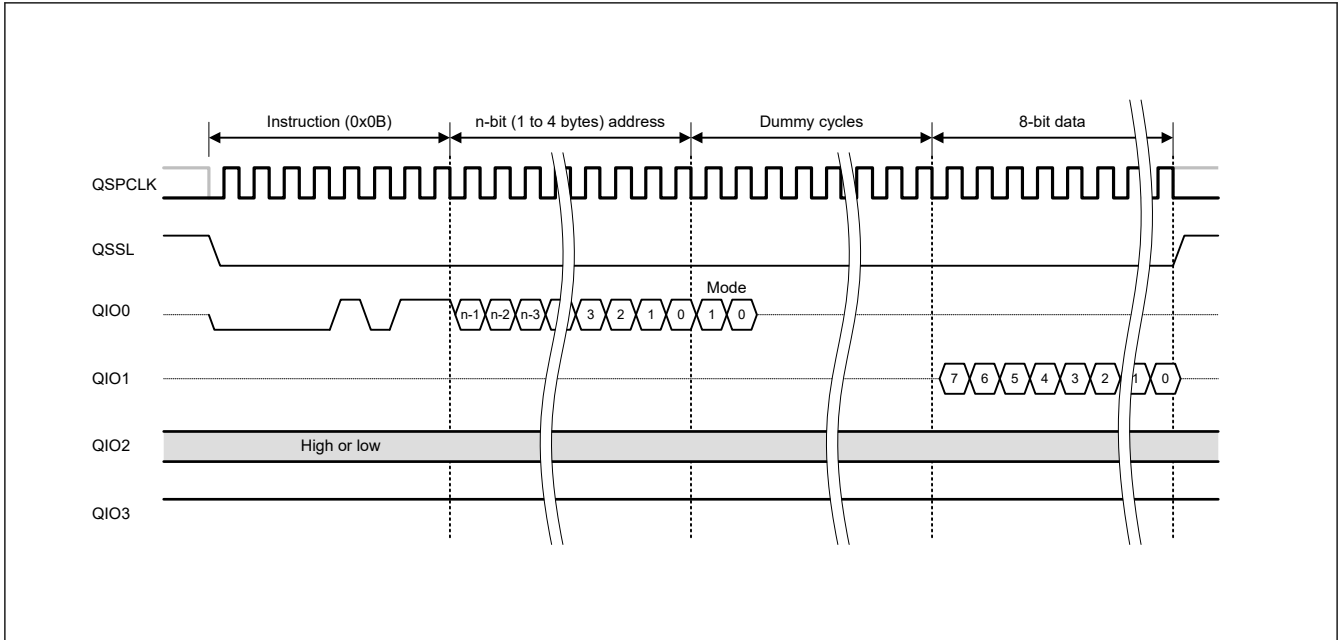 Instruction (0x0B) n-bit (1 to 4 bytes) address Dummy cycles 8-bit data
QSPCLK
QSSL
Mode
QIO0 n-1 n-2 n-3 3 2 1 0 1 0
QIO1 7 6 5 4 3 2 1 0
QIO2 High or low
QIO3